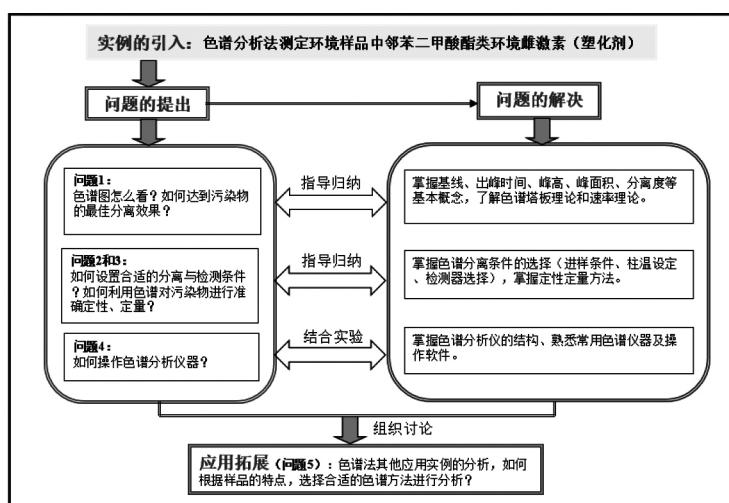 实例的引入：色谱分析法测定环境样品中邻苯二甲酸酯类环境雌激素（塑化剂）
问题的提出
问题的解决
问题1：
色谱图怎么看？如何达到污染物
的最佳分离效果？
指导归纳
掌握基线、出峰时间、峰高、峰面积、分离度等
基本概念，了解色谱塔板理论和速率理论。
问题2和3：
如何设置合适的分离与检测条件
？如何利用色谱对污染物进行准
确定性、定量？
指导归纳
掌握色谱分离条件的选择（进样条件、柱温设定
、检测器选择），掌握定性定量方法。
问题4：
如何操作色谱分析仪器？
结合实验
掌握色谱分析仪的结构、熟悉常用色谱仪器及操
作软件。
组织讨论
应用拓展（问题5）：色谱法其他应用实例的分析，如何
根据样品的特点，选择合适的色谱方法进行分析？